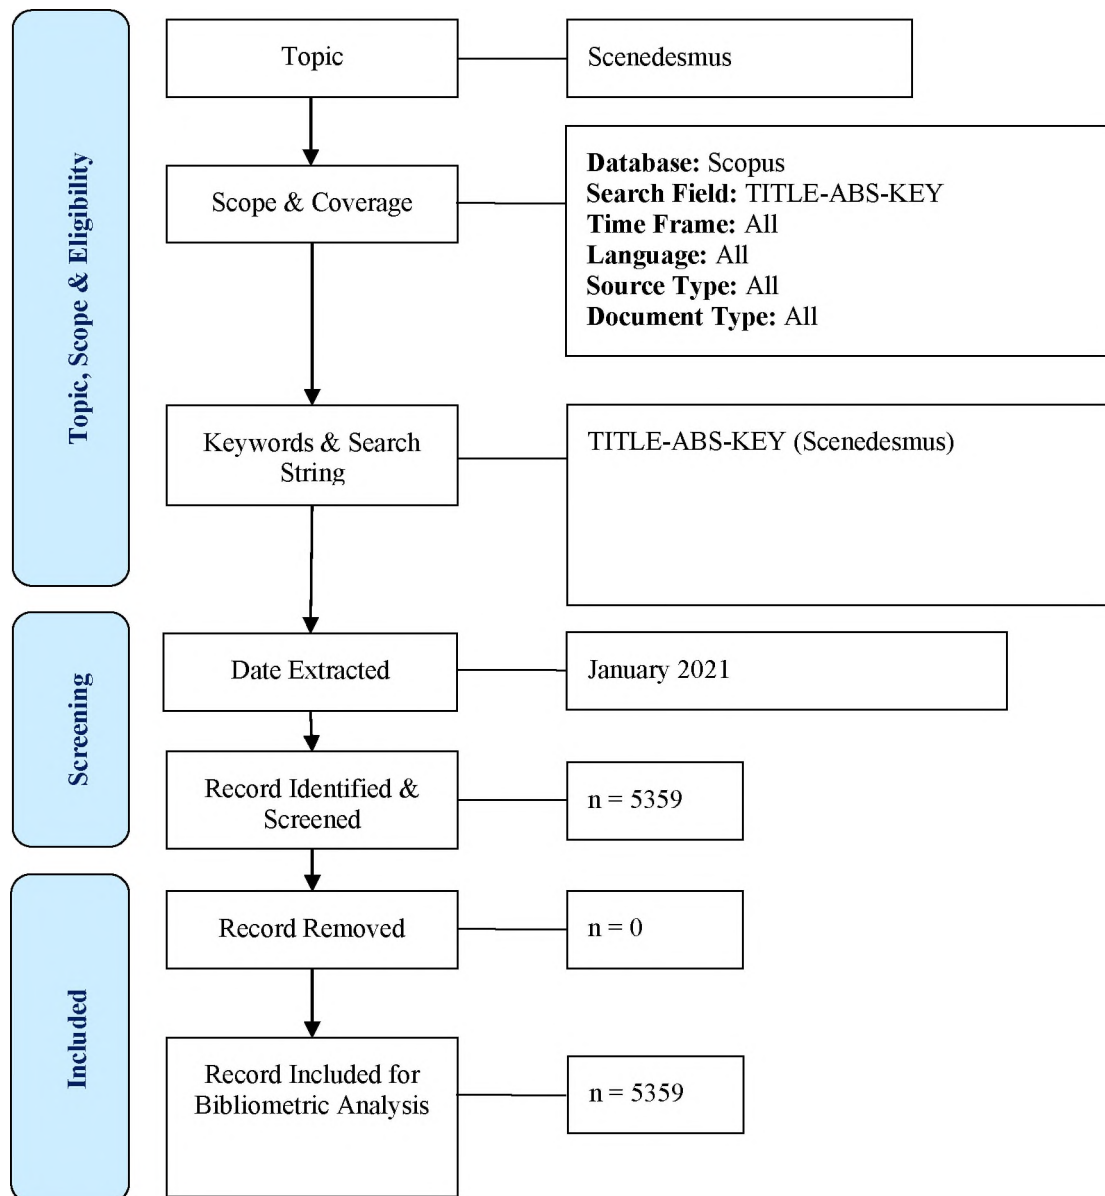 Topic, Scope & Eligibility
Topic
Scenedesmus
Scope & Coverage
Database: Scopus
Search Field: TITLE-ABS-KEY
Time Frame: All
Language: All
Source Type: All
Document Type: All
Keywords & Search
String
TITLE-ABS-KEY (Scenedesmus)
Screening
Date Extracted
January 2021
Record Identified &
Screened
n = 5359
Included
Record Removed
n = 0
Record Included for
Bibliometric Analysis
n = 5359